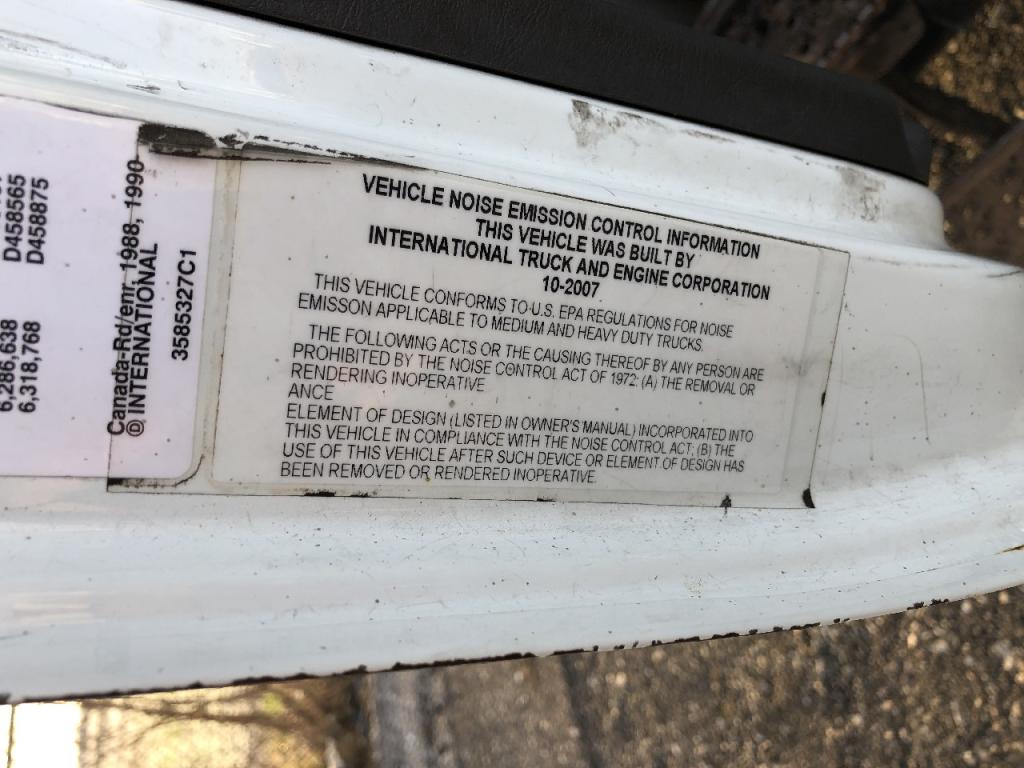 VEHICLE NOISE EMISSION CONTROL INFORMATION
THIS VEHICLE WAS BUILT BY
INTERNATIONAL TRUCK AND ENGINE CORPORATION
10-2007
THIS VEHICLE CONFORMS TO U.S. EPA REGULATIONS FOR NOISE
EMISSON APPLICABLE TO MEDIUM AND HEAVY DUTY TRUCKS.
THE FOLLOWING ACTS OR THE CAUSING THEREOF BY ANY PERSON ARE
PROHIBITED BY THE NOISE CONTROL ACT OF 1972: (A) THE REMOVAL OR
RENDERING INOPERATIVE
ANCE
ELEMENT OF DESIGN (LISTED IN OWNER'S MANUAL) INCORPORATED INTO
THIS VEHICLE IN COMPLIANCE WITH THE NOISE CONTROL ACT; (B) THE
USE OF THIS VEHICLE AFTER SUCH DEVICE OR ELEMENT OF DESIGN HAS
BEEN REMOVED OR RENDERED INOPERATIVE.
6,286,638 D458565
6,318,768 D458875
Canada-Rd/em, 1988, 1990
© INTERNATIONAL
3585327C1